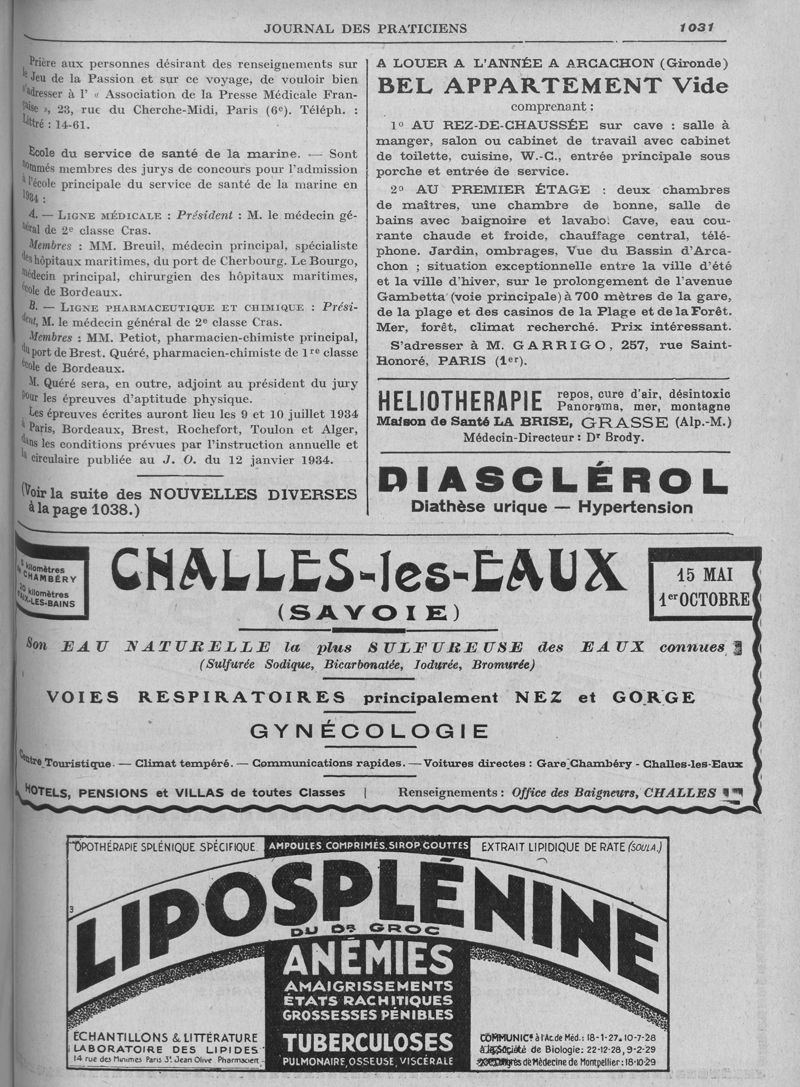 JOURNAL DES PRATICIENS 1031
Prière aux personnes désirant des renseignements sur
le Jeu de la Passion et sur ce voyage, de vouloir bien
s'adresser à l' « Association de la Presse Médicale Fran-
çaise », 23, rue du Cherche-Midi, Paris (6e). Téléph. :
Littré : 14-61.
Ecole du service de santé de la marine. — Sont
nommés membres des jurys de concours pour l'admission
à l'école principale du service de santé de la marine en
1934 :
A. — LIGNE MÉDICALE : Président : M. le médecin gé-
néral de 2e classe Cras.
Membres : MM. Breuil, médecin principal, spécialiste
des hôpitaux maritimes, du port de Cherbourg. Le Bourgo,
médecin principal, chirurgien des hôpitaux maritimes,
école de Bordeaux.
B. — LIGNE PHARMACEUTIQUE ET CHIMIQUE : Prési-
dent, M. le médecin général de 2e classe Cras.
Membres : MM. Petiot, pharmacien-chimiste principal,
du port de Brest. Quéré, pharmacien-chimiste de 1re classe
école de Bordeaux.
M. Quéré sera, en outre, adjoint au président du jury
pour les épreuves d'aptitude physique.
Les épreuves écrites auront lieu les 9 et 10 juillet 1934
à Paris, Bordeaux, Brest, Rochefort, Toulon et Alger,
dans les conditions prévues par l'instruction annuelle et
la circulaire publiée au J. O. du 12 janvier 1934.
(Voir la suite des NOUVELLES DIVERSES
à la page 1038.)
A LOUER A L'ANNÉE A ARCACHON (Gironde)
BEL APPARTEMENT Vide
comprenant :
1o AU REZ-DE-CHAUSSÉE sur cave : salle à
manger, salon ou cabinet de travail avec cabinet
de toilette, cuisine, W.-C., entrée principale sous
porche et entrée de service.
2o AU PREMIER ÉTAGE : deux chambres
de maîtres, une chambre de bonne, salle de
bains avec baignoire et lavabo. Cave, eau cou-
rante chaude et froide, chauffage central, télé-
phone. Jardin, ombrages, Vue du Bassin d'Arca-
chon ; situation exceptionnelle entre la ville d'été
et la ville d'hiver, sur le prolongement de l'avenue
Gambetta (voie principale) à 700 mètres de la gare,
de la plage et des casinos de la Plage et de la Forêt.
Mer, forêt, climat recherché. Prix intéressant.
S'adresser à M. GARRIGO, 257, rue Saint-
Honoré, PARIS (1er).
HELIOTHERAPIE repos, cure d'air, désintoxic
Panorama, mer, montagne
Maison de Santé LA BRISE, GRASSE (Alp.-M.)
Médecin-Directeur : Dr Brody.
DIASCLÉROL
Diathèse urique — Hypertension
kilomètres
CHAMBÉRY
kilomètres
AIX-LES-BAINS
CHALLES-les-EAUX
(SAVOIE)
15 MAI
1er OCTOBRE
Son EAU NATURELLE la plus SULFUREUSE des EAUX connues
(Sulfurée Sodique, Bicarbonatée, Iodurée, Bromurée)
VOIES RESPIRATOIRES principalement NEZ et GORGE
GYNÉCOLOGIE
Centre Touristique. — Climat tempéré. — Communications rapides. — Voitures directes : Gare Chambéry - Challes-les-Eaux
HOTELS, PENSIONS et VILLAS de toutes Classes | Renseignements : Office des Baigneurs, CHALLES
OPOTHÉRAPIE SPLÉNIQUE SPÉCIFIQUE. AMPOULES, COMPRIMÉS, SIROP, GOUTTES EXTRAIT LIPIDIQUE DE RATE (SOULA.)
3
LIPOSPLÉNINE
DU Dr GROC
ANÉMIES
AMAIGRISSEMENTS
ÉTATS RACHITIQUES
GROSSESSES PÉNIBLES
TUBERCULOSES
PULMONAIRE, OSSEUSE, VISCÉRALE
ÉCHANTILLONS & LITTÉRATURE
LABORATOIRE DES LIPIDES
14 rue des Minimes Paris 3e. Jean Olive Pharmacien
COMMUNICs à l'Ac. de Méd. : 18-1-27. 10-7-28
à la Société de Biologie : 22-12-28, 9-2-29
de Médecine de Montpellier : 18-10-29